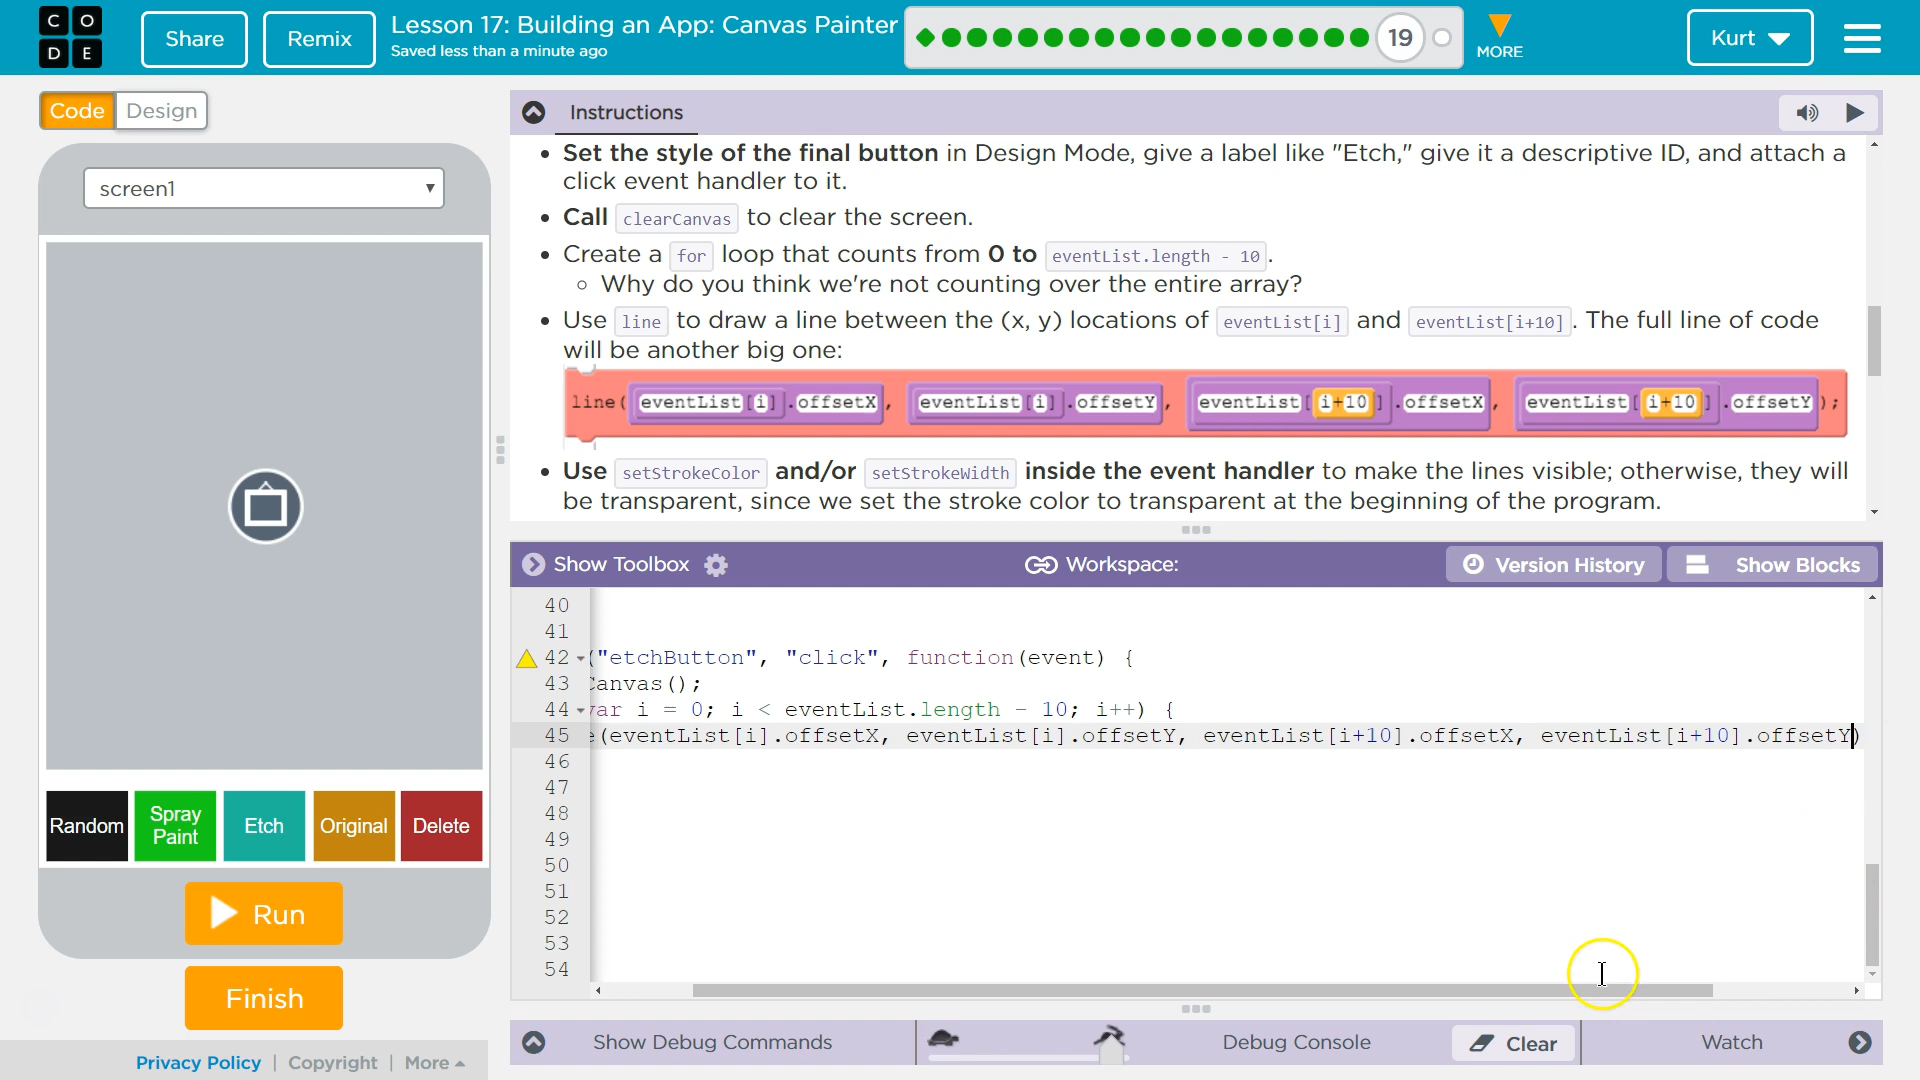 C O
D E
Share
Remix
Lesson 17: Building an App: Canvas Painter
Saved less than a minute ago
19
MORE
Kurt
Code
Design
screen1
Random
Spray
Paint
Etch
Original
Delete
Run
Finish
Privacy Policy | Copyright | More
Instructions
Set the style of the final button in Design Mode, give a label like "Etch," give it a descriptive ID, and attach a
click event handler to it.
Call clearCanvas to clear the screen.
Create a for loop that counts from 0 to eventList.length - 10 .
Why do you think we're not counting over the entire array?
Use line to draw a line between the (x, y) locations of eventList[i] and eventList[i+10] . The full line of code
will be another big one:
line( eventList[i].offsetX, eventList[i].offsetY, eventList[i+10].offsetX, eventList[i+10].offsetY);
Use setStrokeColor and/or setStrokeWidth inside the event handler to make the lines visible; otherwise, they will
be transparent, since we set the stroke color to transparent at the beginning of the program.
Show Toolbox
Workspace:
Version History
Show Blocks
40
41
42 ("etchButton", "click", function(event) {
43 Canvas();
44 var i = 0; i < eventList.length - 10; i++) {
45 e(eventList[i].offsetX, eventList[i].offsetY, eventList[i+10].offsetX, eventList[i+10].offsetY)
46
47
48
49
50
51
52
53
54
Show Debug Commands
Debug Console
Clear
Watch